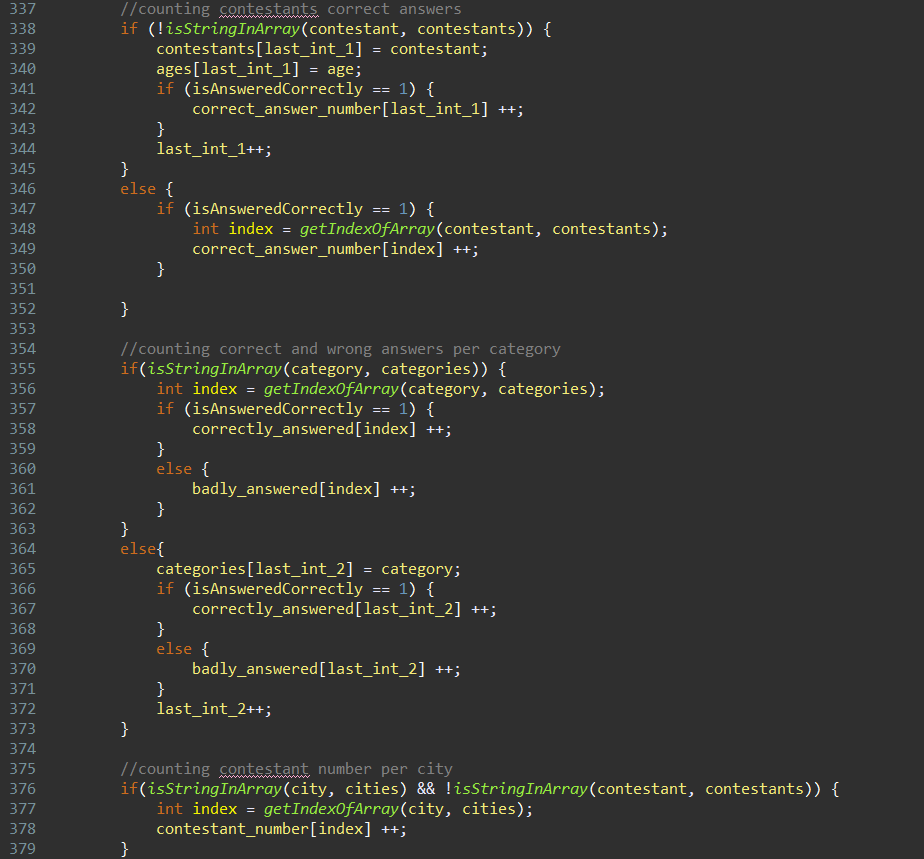 337 //counting contestants correct answers
338 if (!isStringInArray(contestant, contestants)) {
339 contestants[last_int_1] = contestant;
340 ages[last_int_1] = age;
341 if (isAnsweredCorrectly == 1) {
342 correct_answer_number[last_int_1] ++;
343 }
344 last_int_1++;
345 }
346 else {
347 if (isAnsweredCorrectly == 1) {
348 int index = getIndexOfArray(contestant, contestants);
349 correct_answer_number[index] ++;
350 }
351
352 }
353
354 //counting correct and wrong answers per category
355 if(isStringInArray(category, categories)) {
356 int index = getIndexOfArray(category, categories);
357 if (isAnsweredCorrectly == 1) {
358 correctly_answered[index] ++;
359 }
360 else {
361 badly_answered[index] ++;
362 }
363 }
364 else{
365 categories[last_int_2] = category;
366 if (isAnsweredCorrectly == 1) {
367 correctly_answered[last_int_2] ++;
368 }
369 else {
370 badly_answered[last_int_2] ++;
371 }
372 last_int_2++;
373 }
374
375 //counting contestant number per city
376 if(isStringInArray(city, cities) && !isStringInArray(contestant, contestants)) {
377 int index = getIndexOfArray(city, cities);
378 contestant_number[index] ++;
379 }